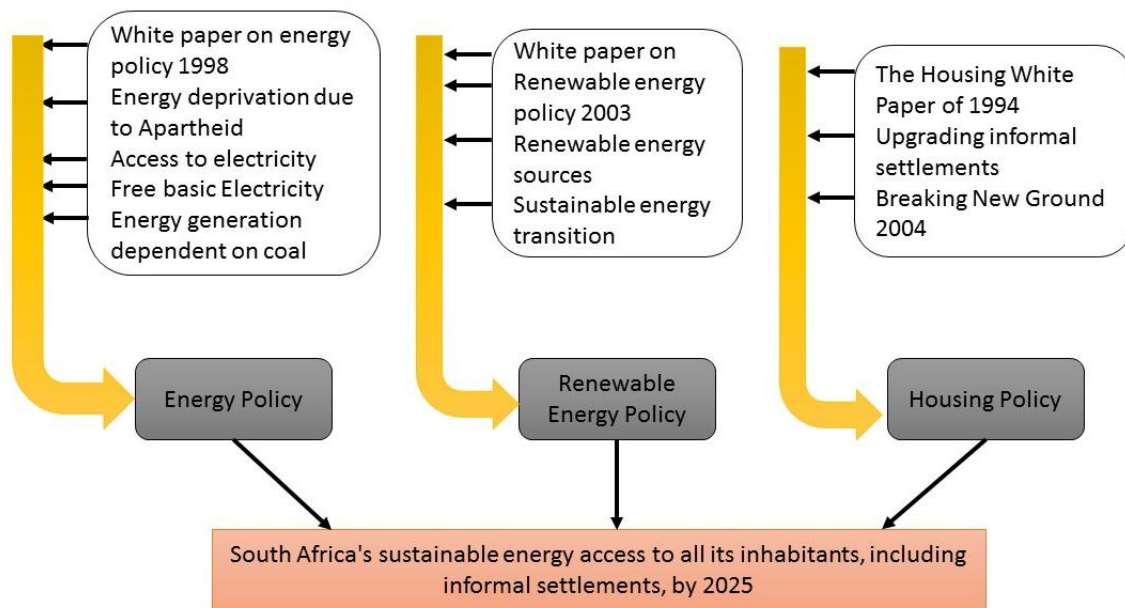 White paper on energy
policy 1998
Energy deprivation due
to Apartheid
Access to electricity
Free basic Electricity
Energy generation
dependent on coal
White paper on
Renewable energy
policy 2003
Renewable energy
sources
Sustainable energy
transition
The Housing White
Paper of 1994
Upgrading informal
settlements
Breaking New Ground
2004
Energy Policy
Renewable
Energy Policy
Housing Policy
South Africa's sustainable energy access to all its inhabitants, including
informal settlements, by 2025